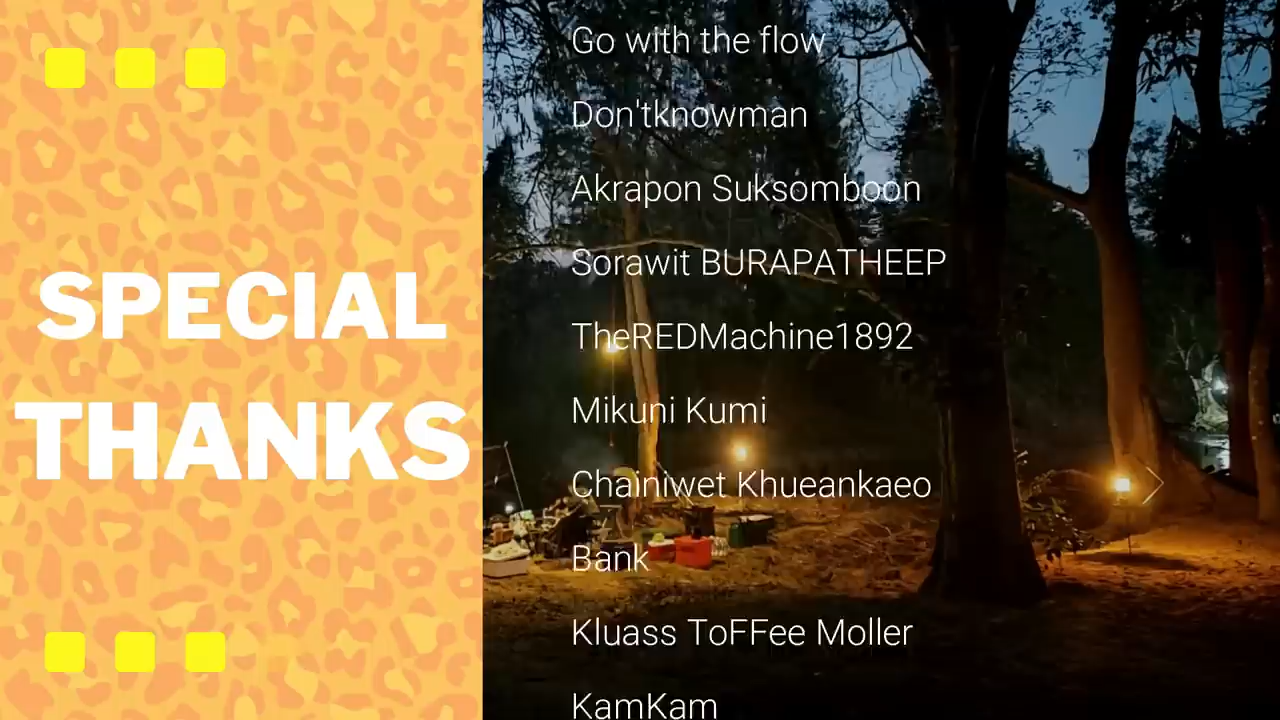 SPECIAL
THANKS
Go with the flow
Don'tknowman
Akrapon Suksomboon
Sorawit BURAPATHEEP
TheREDMachine1892
Mikuni Kumi
Chainiwet Khueankaeo
Bank
Kluass ToFFee Moller
KamKam